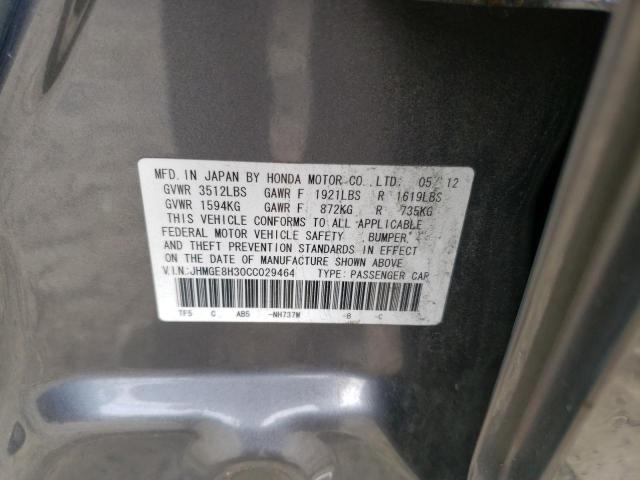 MFD. IN JAPAN BY HONDA MOTOR CO., LTD. 05/12
GVWR 3512LBS GAWR F 1921LBS R 1619LBS
GVWR 1594KG GAWR F 872KG R 735KG
THIS VEHICLE CONFORMS TO ALL APPLICABLE
FEDERAL MOTOR VEHICLE SAFETY, BUMPER,
AND THEFT PREVENTION STANDARDS IN EFFECT
ON THE DATE OF MANUFACTURE SHOWN ABOVE.
V.I.N.: JHMGE8H30CC029464 TYPE: PASSENGER CAR
TF5 C AB5 -NH737M -B -C